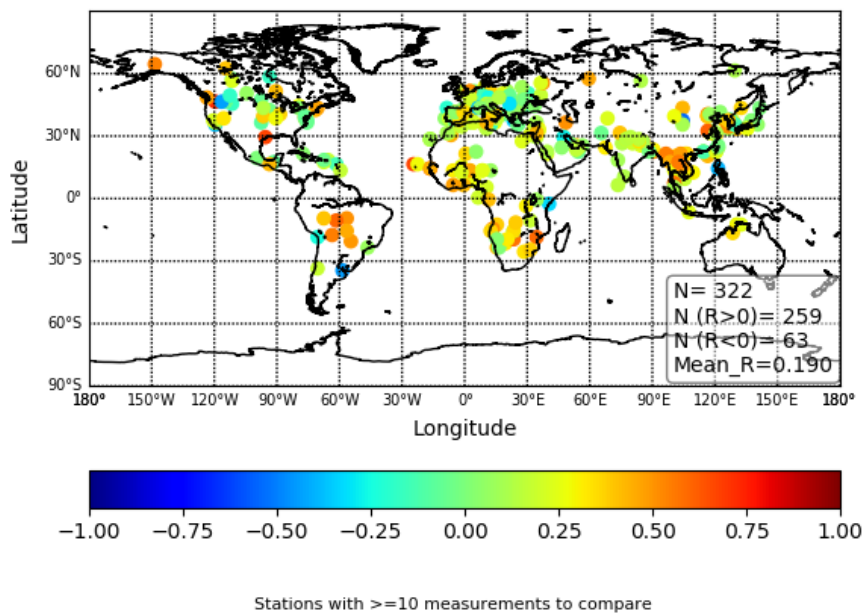 60°N
30°N
0°
30°S
60°S
90°S
Latitude
N= 322
N (R>0)= 259
N (R<0)= 63
Mean_R=0.190
180° 150°W 120°W 90°W 60°W 30°W 0° 30°E 60°E 90°E 120°E 150°E 180°
Longitude
−1.00 −0.75 −0.50 −0.25 0.00 0.25 0.50 0.75 1.00
Stations with >=10 measurements to compare